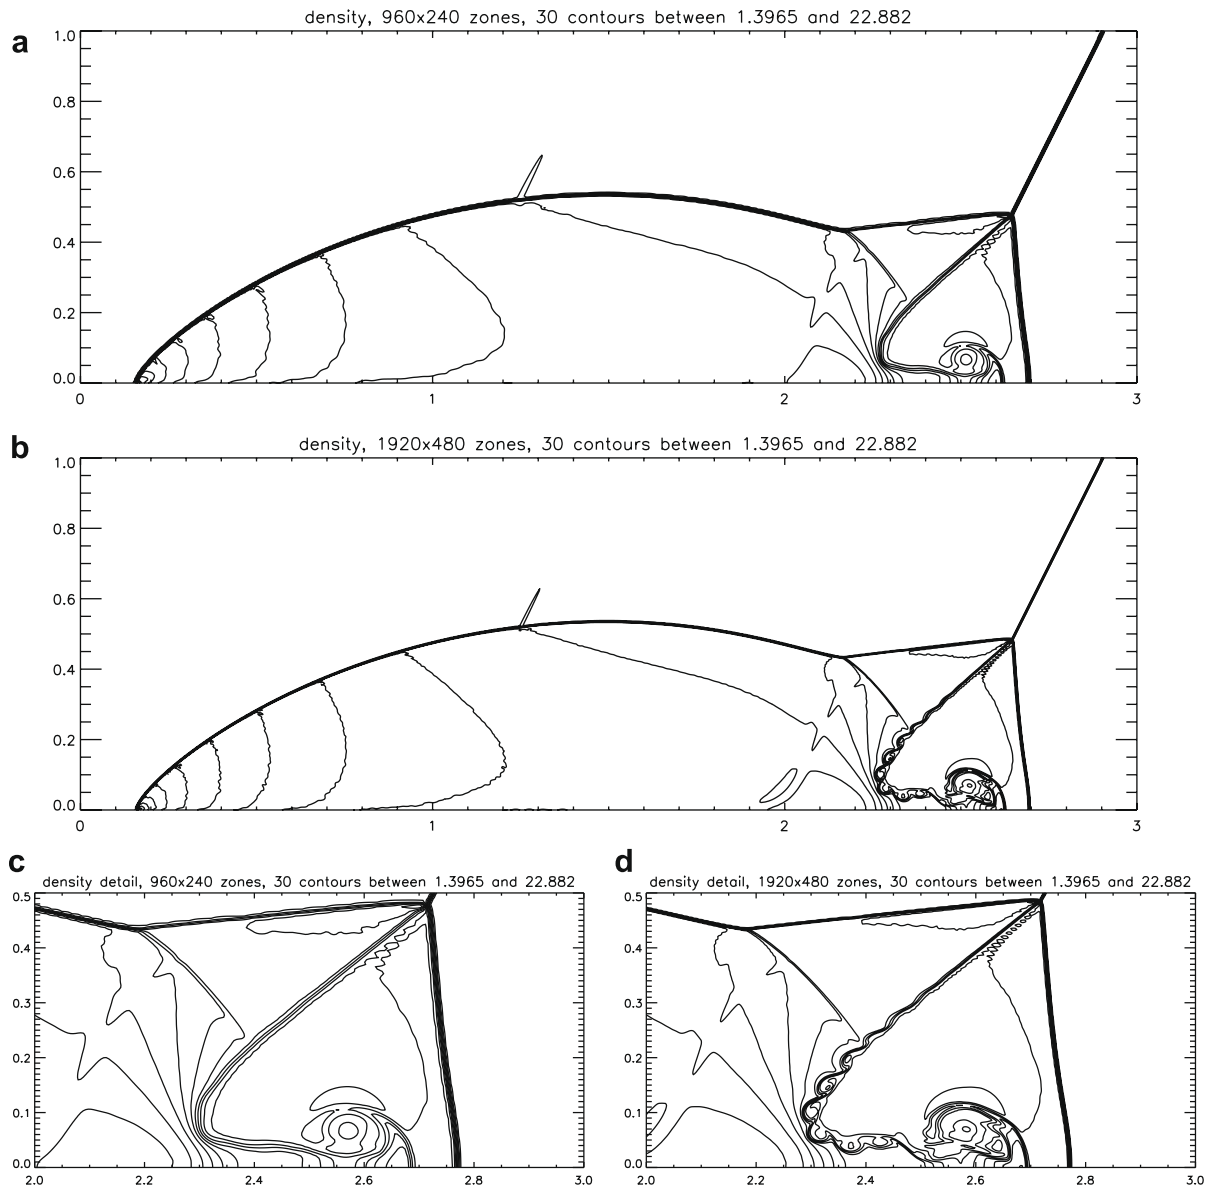 density, 960x240 zones, 30 contours between 1.3965 and 22.882
a
1.0
0.8
0.6
0.4
0.2
0.0
0 1 2 3
density, 1920x480 zones, 30 contours between 1.3965 and 22.882
b
1.0
0.8
0.6
0.4
0.2
0.0
0 1 2 3
c
density detail, 960x240 zones, 30 contours between 1.3965 and 22.882
0.5
0.4
0.3
0.2
0.1
0.0
2.0 2.2 2.4 2.6 2.8 3.0
d
density detail, 1920x480 zones, 30 contours between 1.3965 and 22.882
0.5
0.4
0.3
0.2
0.1
0.0
2.0 2.2 2.4 2.6 2.8 3.0